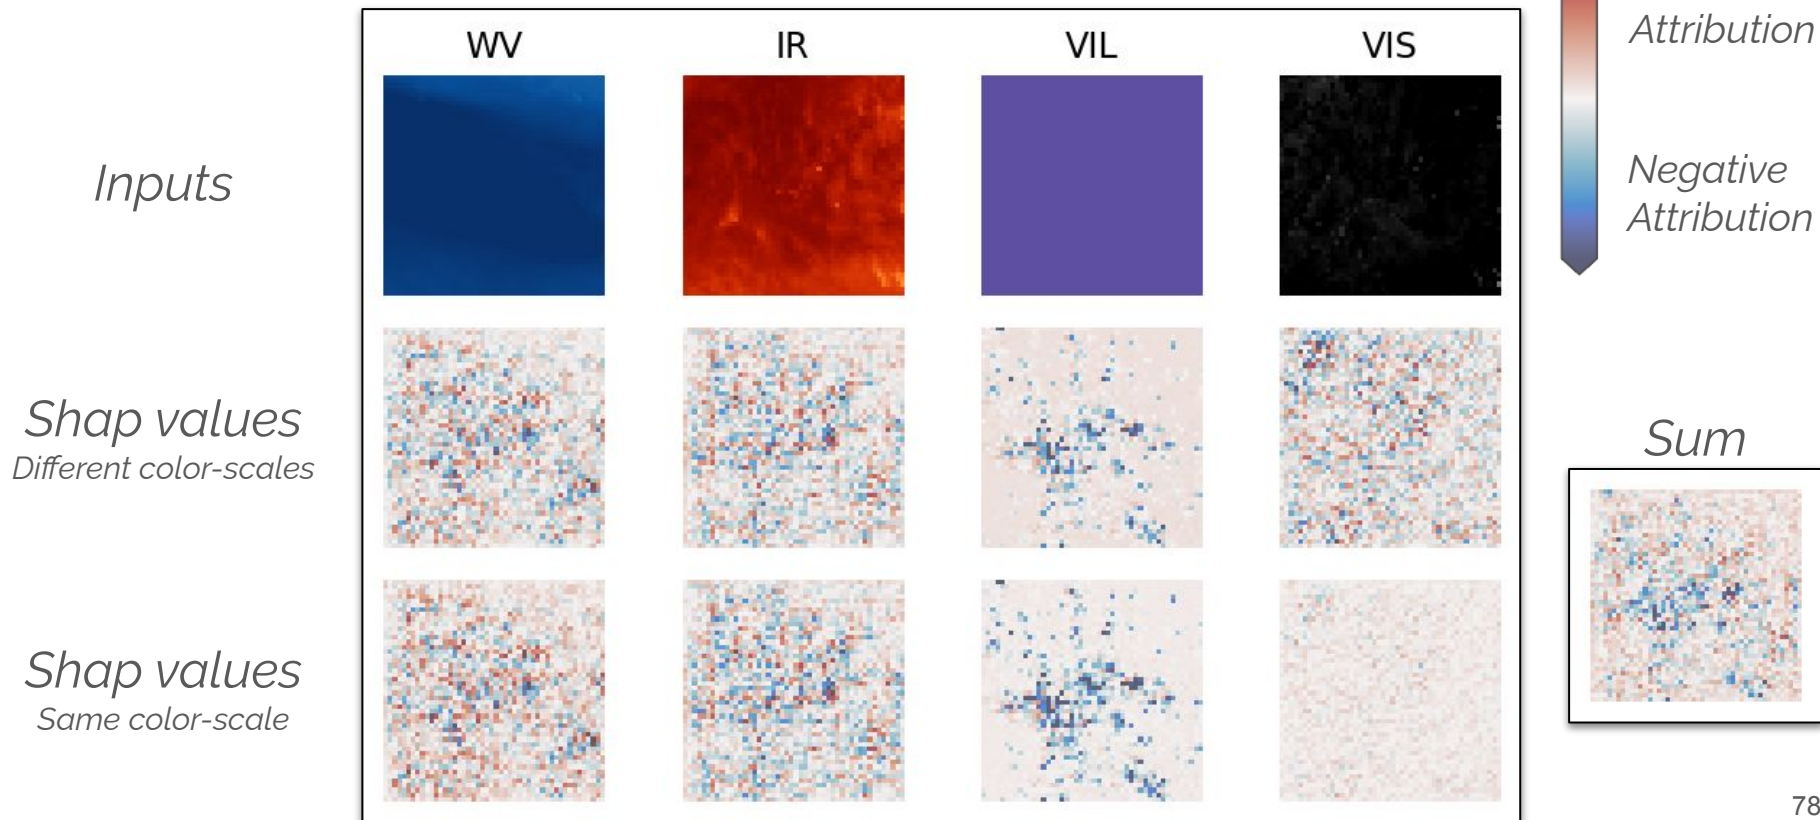 WV
IR
VIL
VIS
Attribution
Negative
Attribution
Inputs
Shap values
Different color-scales
Sum
Shap values
Same color-scale
78